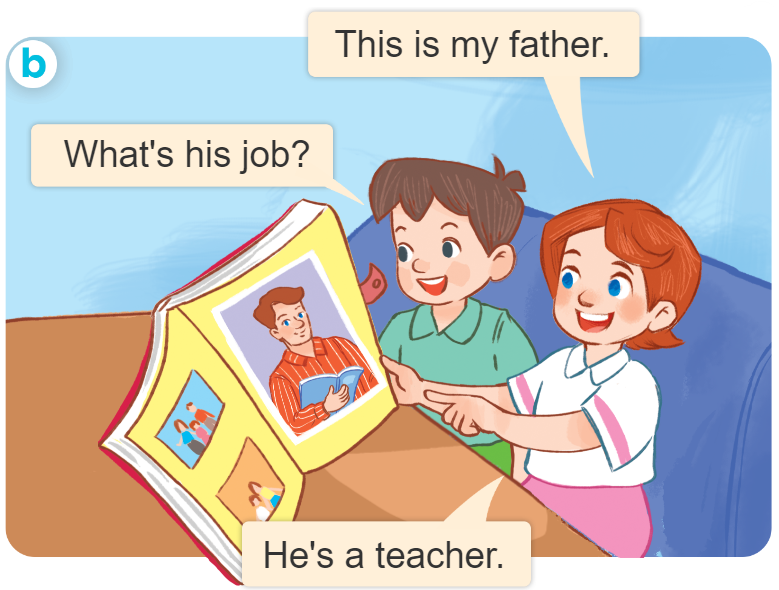 b
This is my father.
What's his job?
He's a teacher.